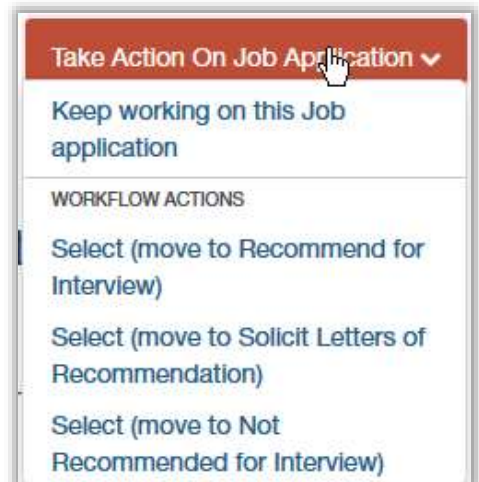 Take Action On Job Application
Keep working on this Job
application
WORKFLOW ACTIONS
Select (move to Recommend for
Interview)
Select (move to Solicit Letters of
Recommendation)
Select (move to Not
Recommended for Interview)